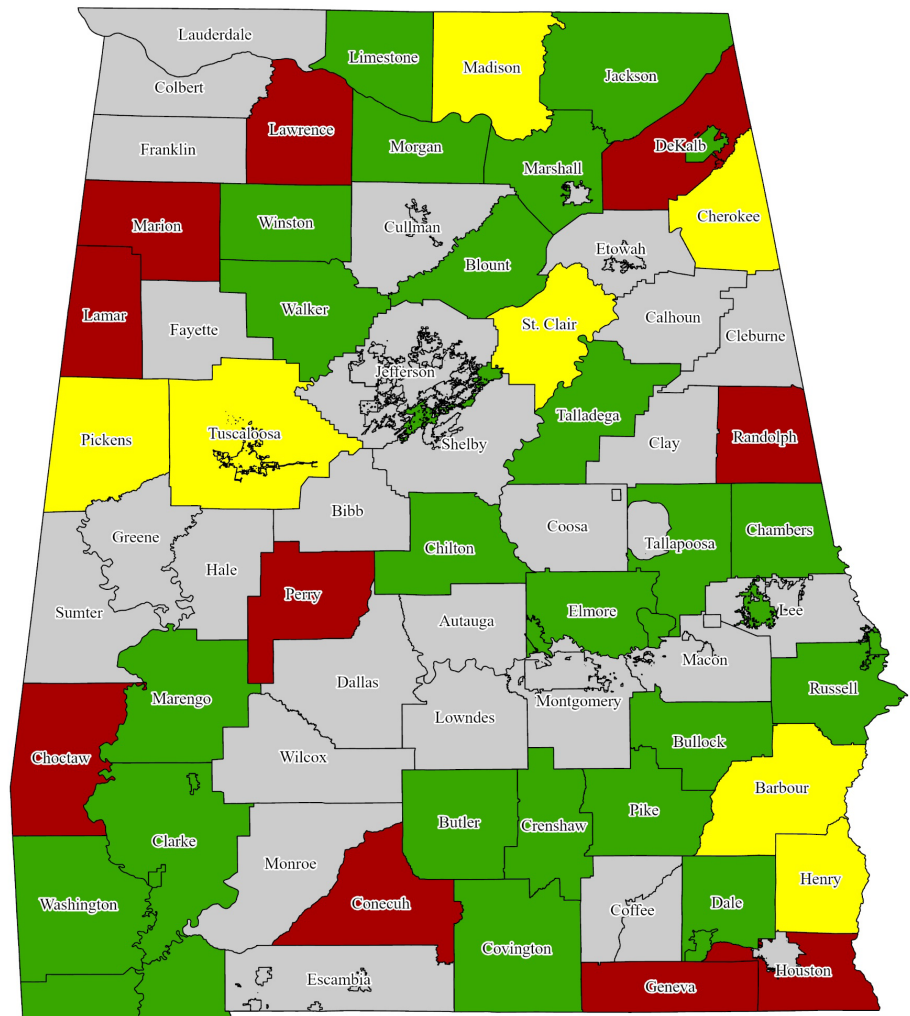 Lauderdale
Limestone
Madison
Jackson
Colbert
Lawrence
Franklin
Morgan
DeKalb
Marshall
Marion
Winston
Cullman
Cherokee
Etowah
Blount
Lamar
Fayette
Walker
St. Clair
Calhoun
Cleburne
Jefferson
Pickens
Tuscaloosa
Talladega
Shelby
Clay
Randolph
Bibb
Greene
Hale
Coosa
Chilton
Tallapoosa
Chambers
Sumter
Perry
Autauga
Elmore
Lee
Macon
Dallas
Marengo
Lowndes
Montgomery
Russell
Choctaw
Wilcox
Bullock
Barbour
Clarke
Butler
Crenshaw
Pike
Monroe
Henry
Washington
Conecuh
Coffee
Dale
Covington
Escambia
Geneva
Houston